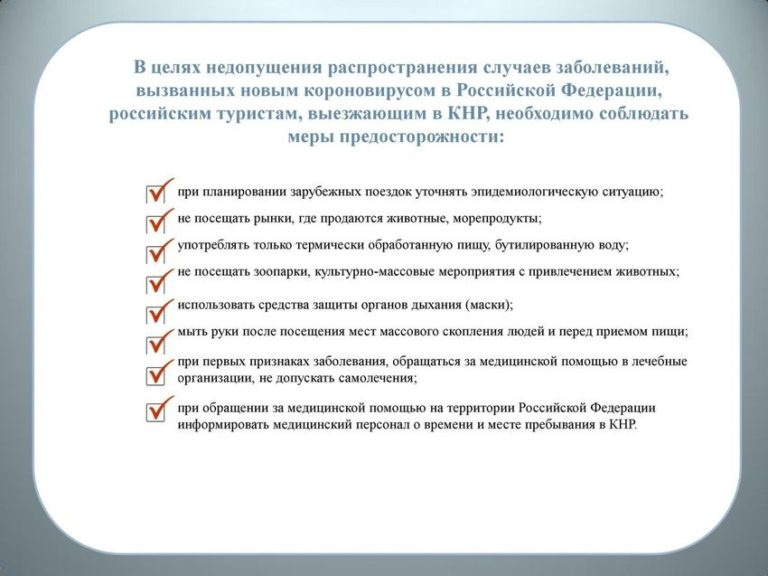 В целях недопущения распространения случаев заболеваний,
вызванных новым короновирусом в Российской Федерации,
российским туристам, выезжающим в КНР, необходимо соблюдать
меры предосторожности:
при планировании зарубежных поездок уточнять эпидемиологическую ситуацию;
не посещать рынки, где продаются животные, морепродукты;
употреблять только термически обработанную пищу, бутилированную воду;
не посещать зоопарки, культурно-массовые мероприятия с привлечением животных;
использовать средства защиты органов дыхания (маски);
мыть руки после посещения мест массового скопления людей и перед приемом пищи;
при первых признаках заболевания, обращаться за медицинской помощью в лечебные
организации, не допускать самолечения;
при обращении за медицинской помощью на территории Российской Федерации
информировать медицинский персонал о времени и месте пребывания в КНР.